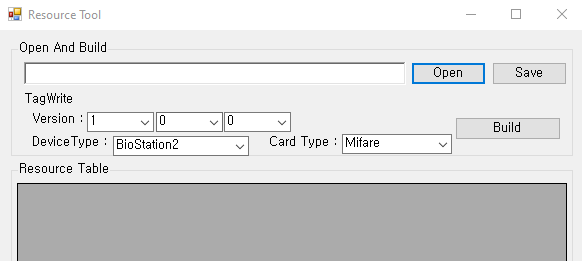 Resource Tool
Open And Build
Open Save
TagWrite
Version : 1 0 0
Build
DeviceType : BioStation2 Card Type : Mifare
Resource Table